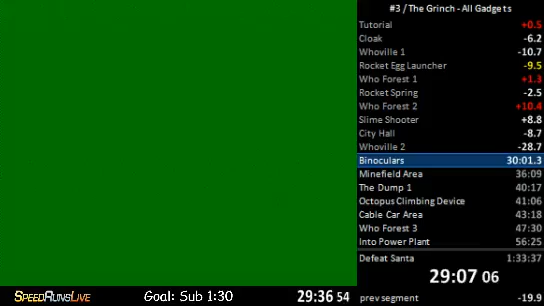 #3 / The Grinch - All Gadgets
Tutorial +0.5
Cloak -6.2
Whoville 1 -10.7
Rocket Egg Launcher -9.5
Who Forest 1 +1.3
Rocket Spring -2.5
Who Forest 2 +10.4
Slime Shooter +8.8
City Hall -8.7
Whoville 2 -28.7
Binoculars 30:01.3
Minefield Area 36:09
The Dump 1 40:17
Octopus Climbing Device 41:06
Cable Car Area 43:18
Who Forest 3 47:30
Into Power Plant 56:25
Defeat Santa 1:33:37
29:07 06
prev segment -19.9
SpeedRunsLive Goal: Sub 1:30 29:36 54